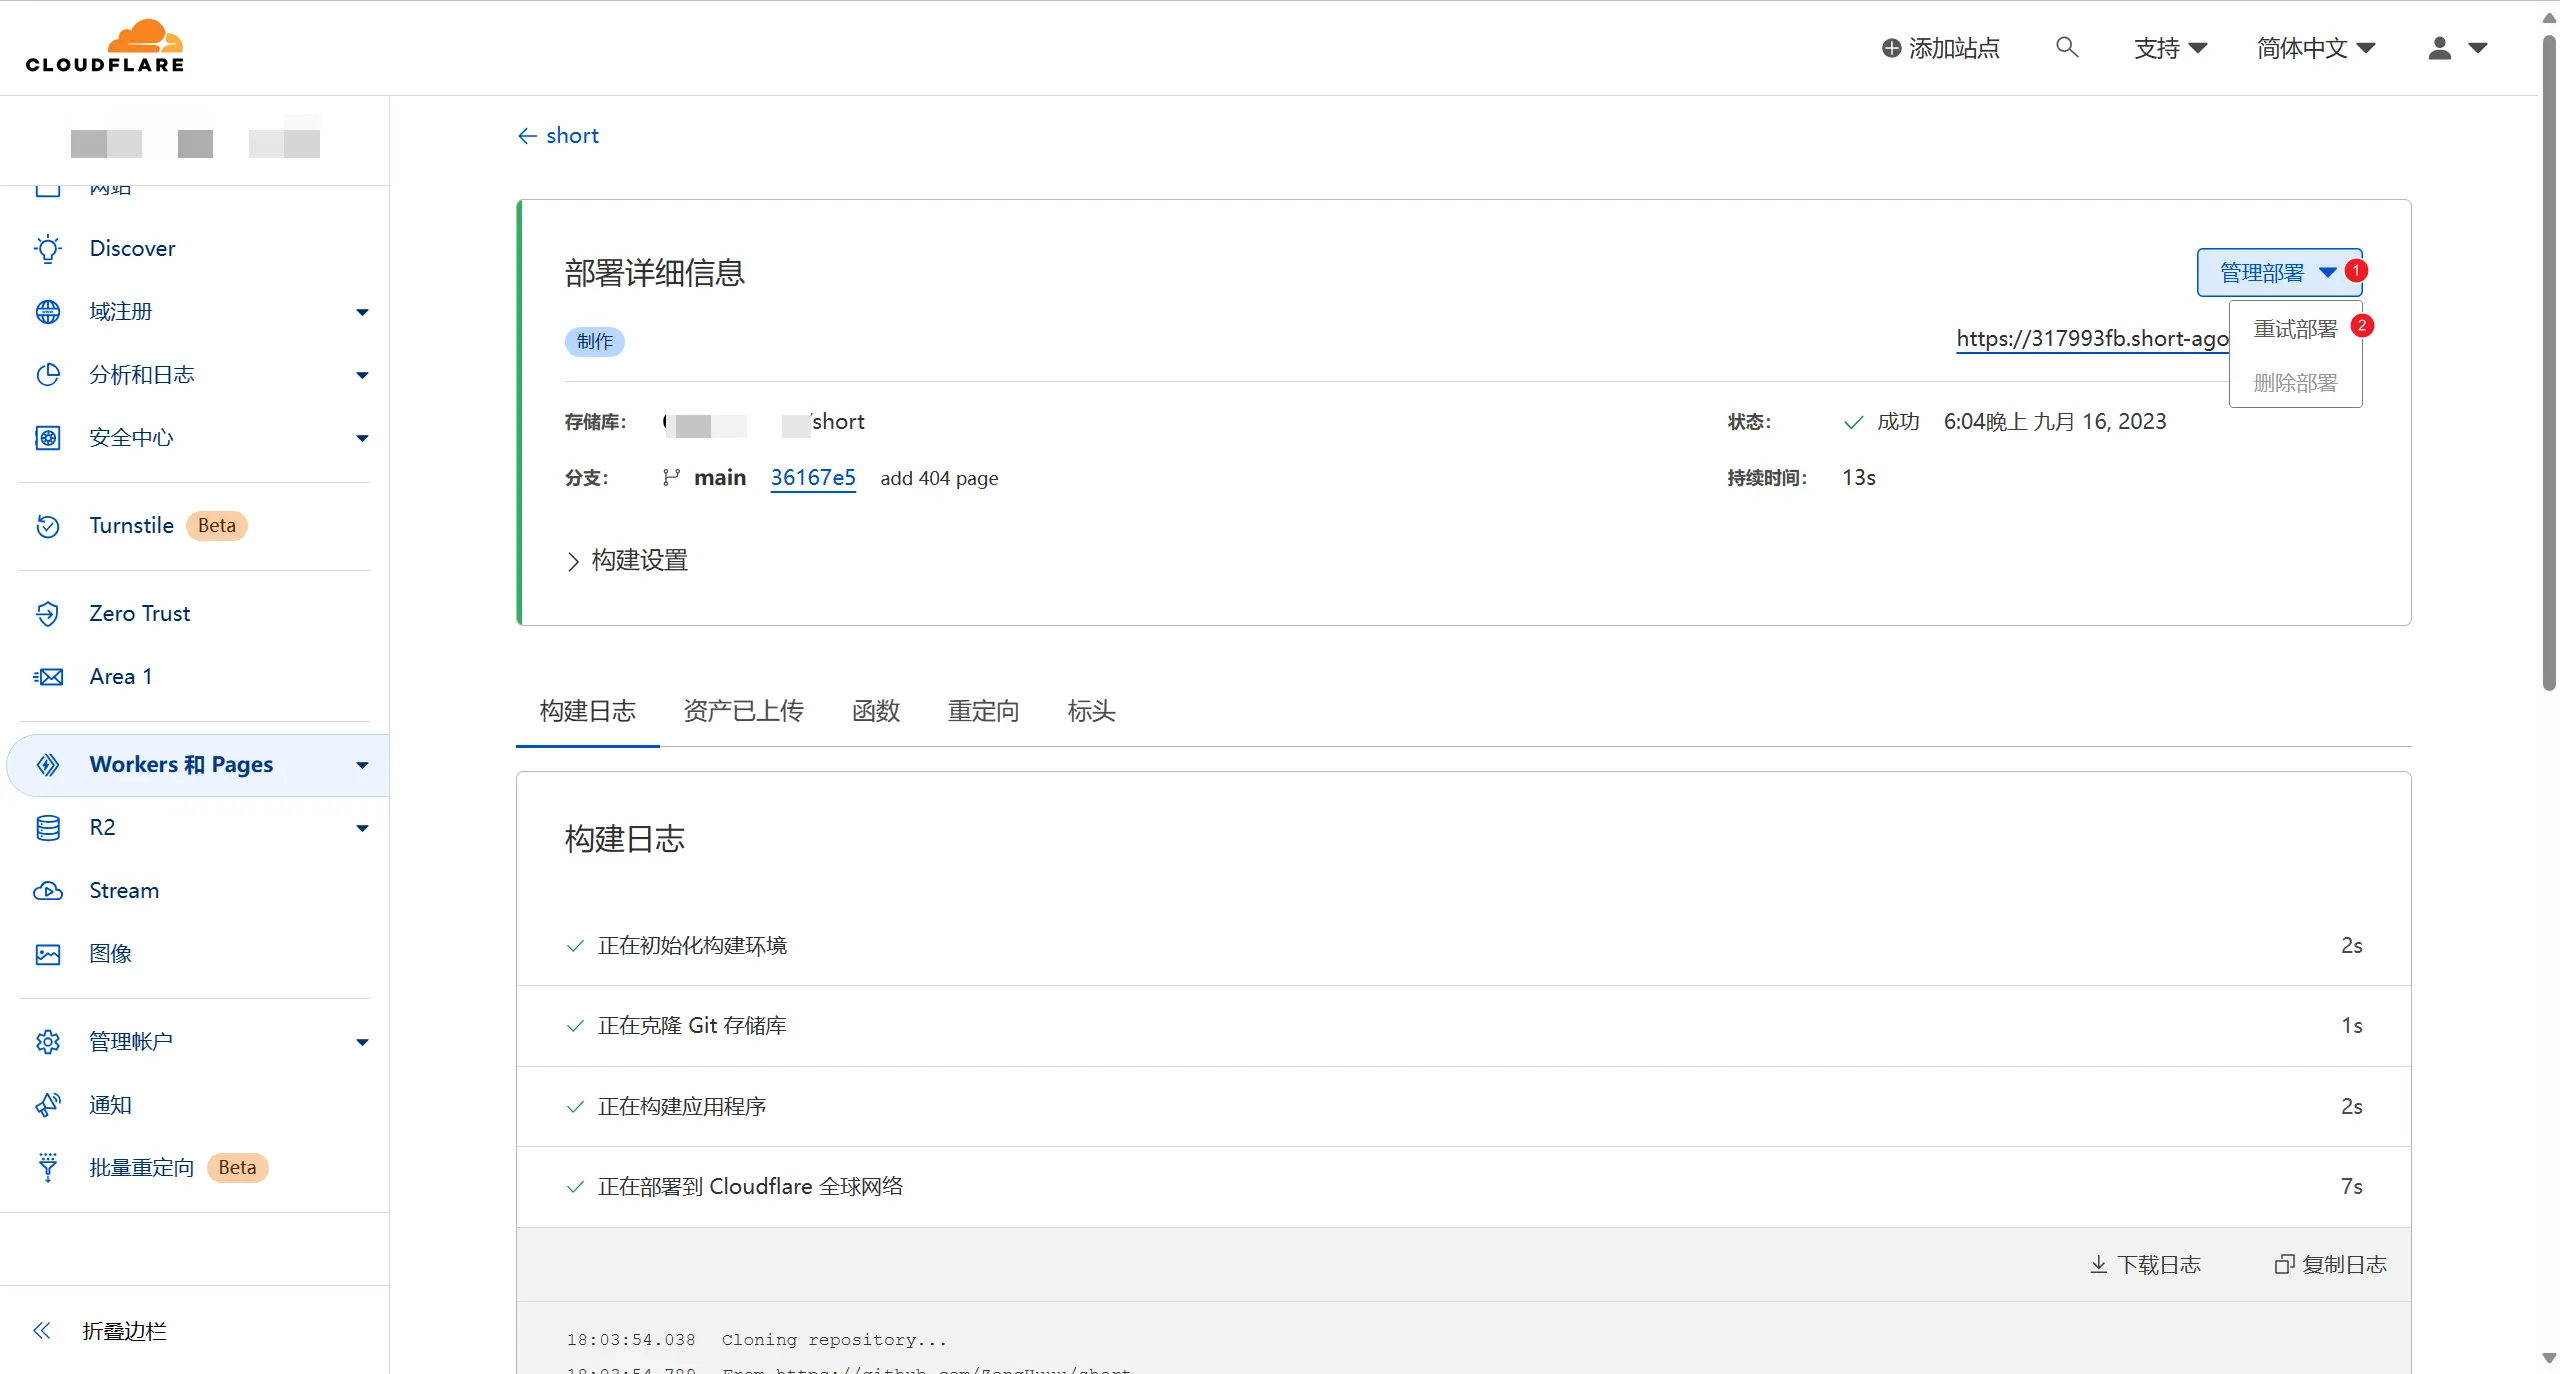 CLOUDFLARE
添加站点
支持
简体中文
short
网站
Discover
域注册
分析和日志
安全中心
Turnstile Beta
Zero Trust
Area 1
Workers 和 Pages
R2
Stream
图像
管理帐户
通知
批量重定向 Beta
折叠边栏
部署详细信息
管理部署 1
重试部署 2
删除部署
制作
https://317993fb.short-ago
存储库: /short
状态: 成功 6:04晚上 九月 16, 2023
分支: main 36167e5 add 404 page
持续时间: 13s
构建设置
构建日志 资产已上传 函数 重定向 标头
构建日志
正在初始化构建环境 2s
正在克隆 Git 存储库 1s
正在构建应用程序 2s
正在部署到 Cloudflare 全球网络 7s
下载日志 复制日志
18:03:54.038 Cloning repository...
18:03:54.789 From https://github.com/